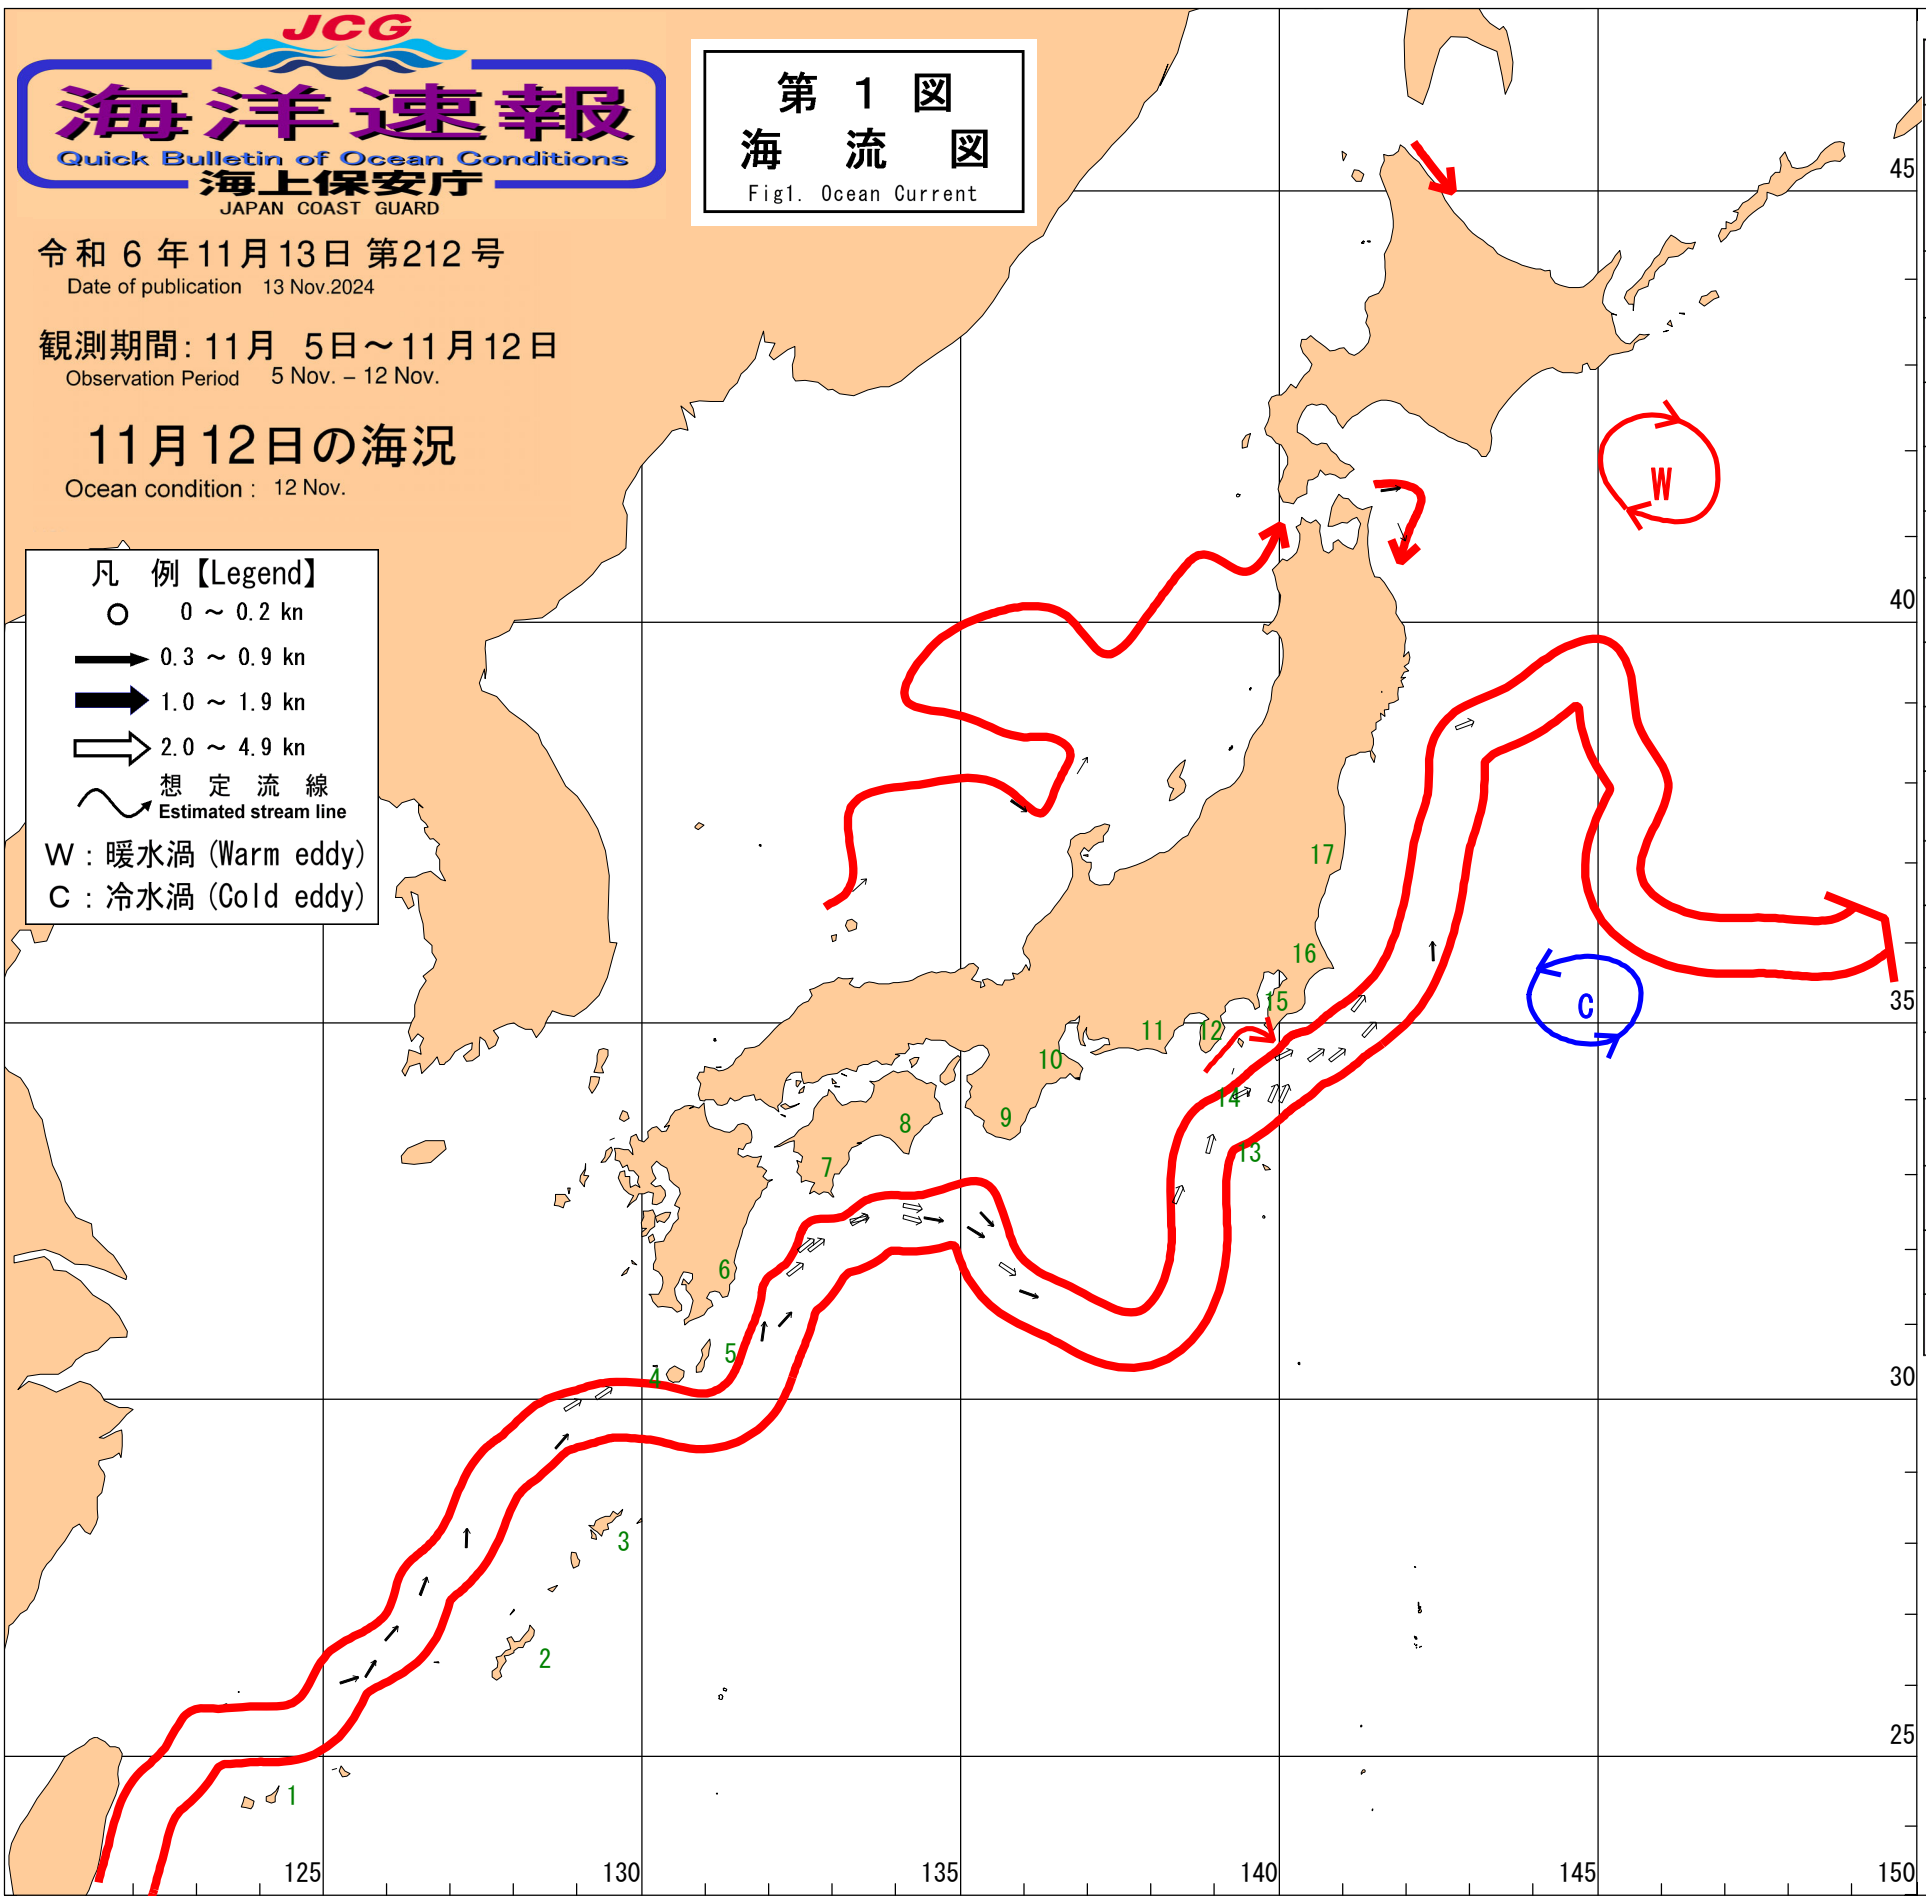 JCG
海洋速報
Quick Bulletin of Ocean Conditions
海上保安庁
JAPAN COAST GUARD
令和 6 年11月13日 第212号
Date of publication 13 Nov.2024
観測期間: 11月 5日～11月12日
Observation Period 5 Nov. – 12 Nov.
11月12日の海況
Ocean condition : 12 Nov.
第 1 図
海 流 図
Fig1. Ocean Current
凡 例【Legend】
0 ～ 0.2 kn
0.3 ～ 0.9 kn
1.0 ～ 1.9 kn
2.0 ～ 4.9 kn
想 定 流 線
Estimated stream line
W : 暖水渦 (Warm eddy)
C : 冷水渦 (Cold eddy)
45
W
40
17
16
35
C
15
12
11
10
14
9
8
13
7
6
5
4
30
3
2
25
1
125
130
135
140
145
150